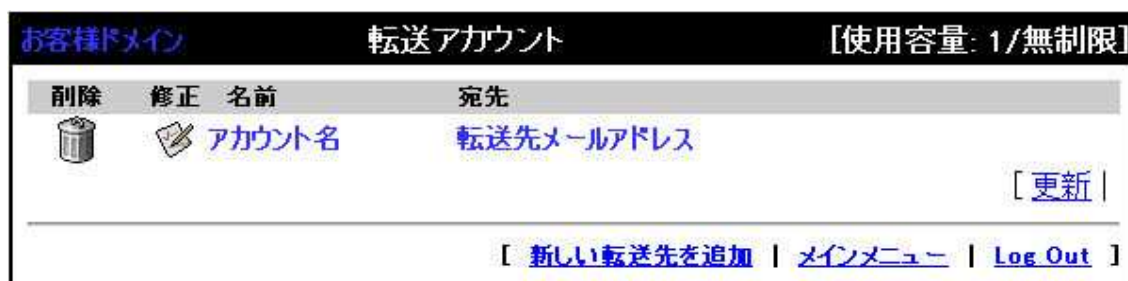 お客様ドメイン 転送アカウント [使用容量: 1/無制限]
削除 修正 名前 宛先
アカウント名 転送先メールアドレス
[ 更新 |
[ 新しい転送先を追加 | メインメニュー | Log Out ]